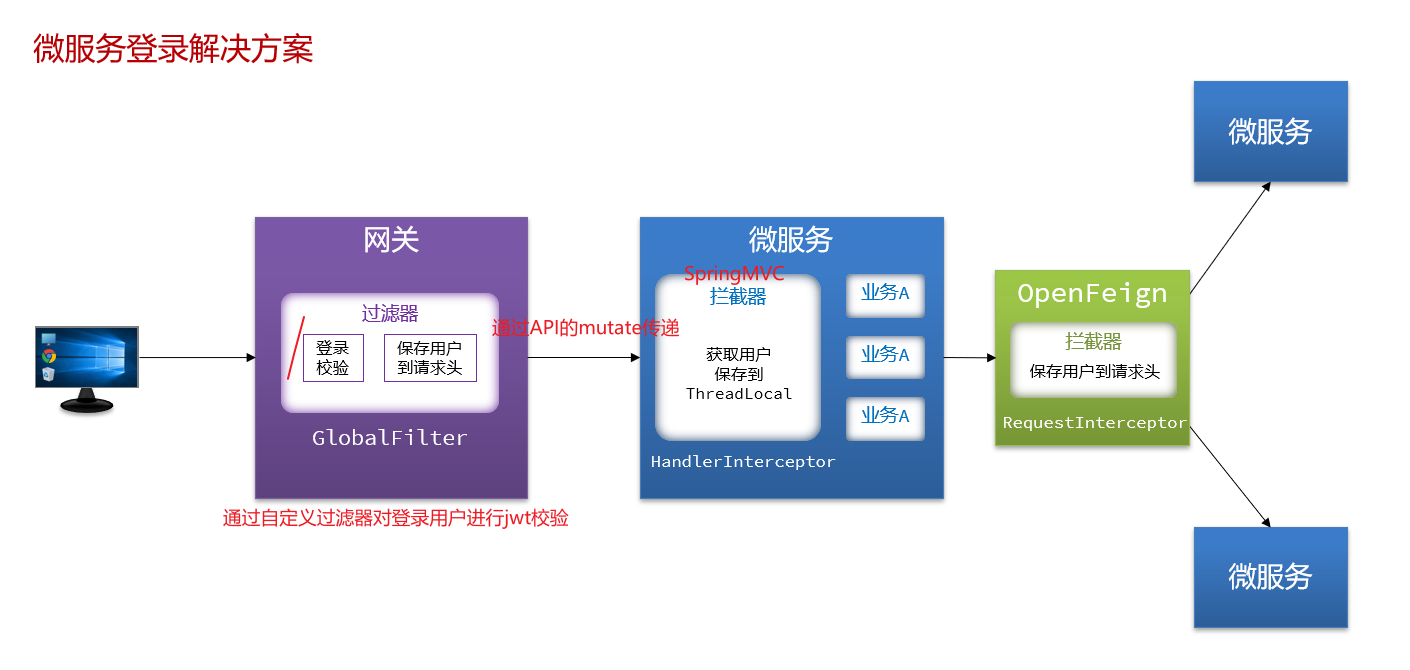 微服务登录解决方案
网关
过滤器
登录
校验
保存用户
到请求头
GlobalFilter
通过自定义过滤器对登录用户进行jwt校验
通过API的mutate传递
微服务
SpringMVC
拦截器
获取用户
保存到
ThreadLocal
HandlerInterceptor
业务A
业务A
业务A
OpenFeign
拦截器
保存用户到请求头
RequestInterceptor
微服务
微服务